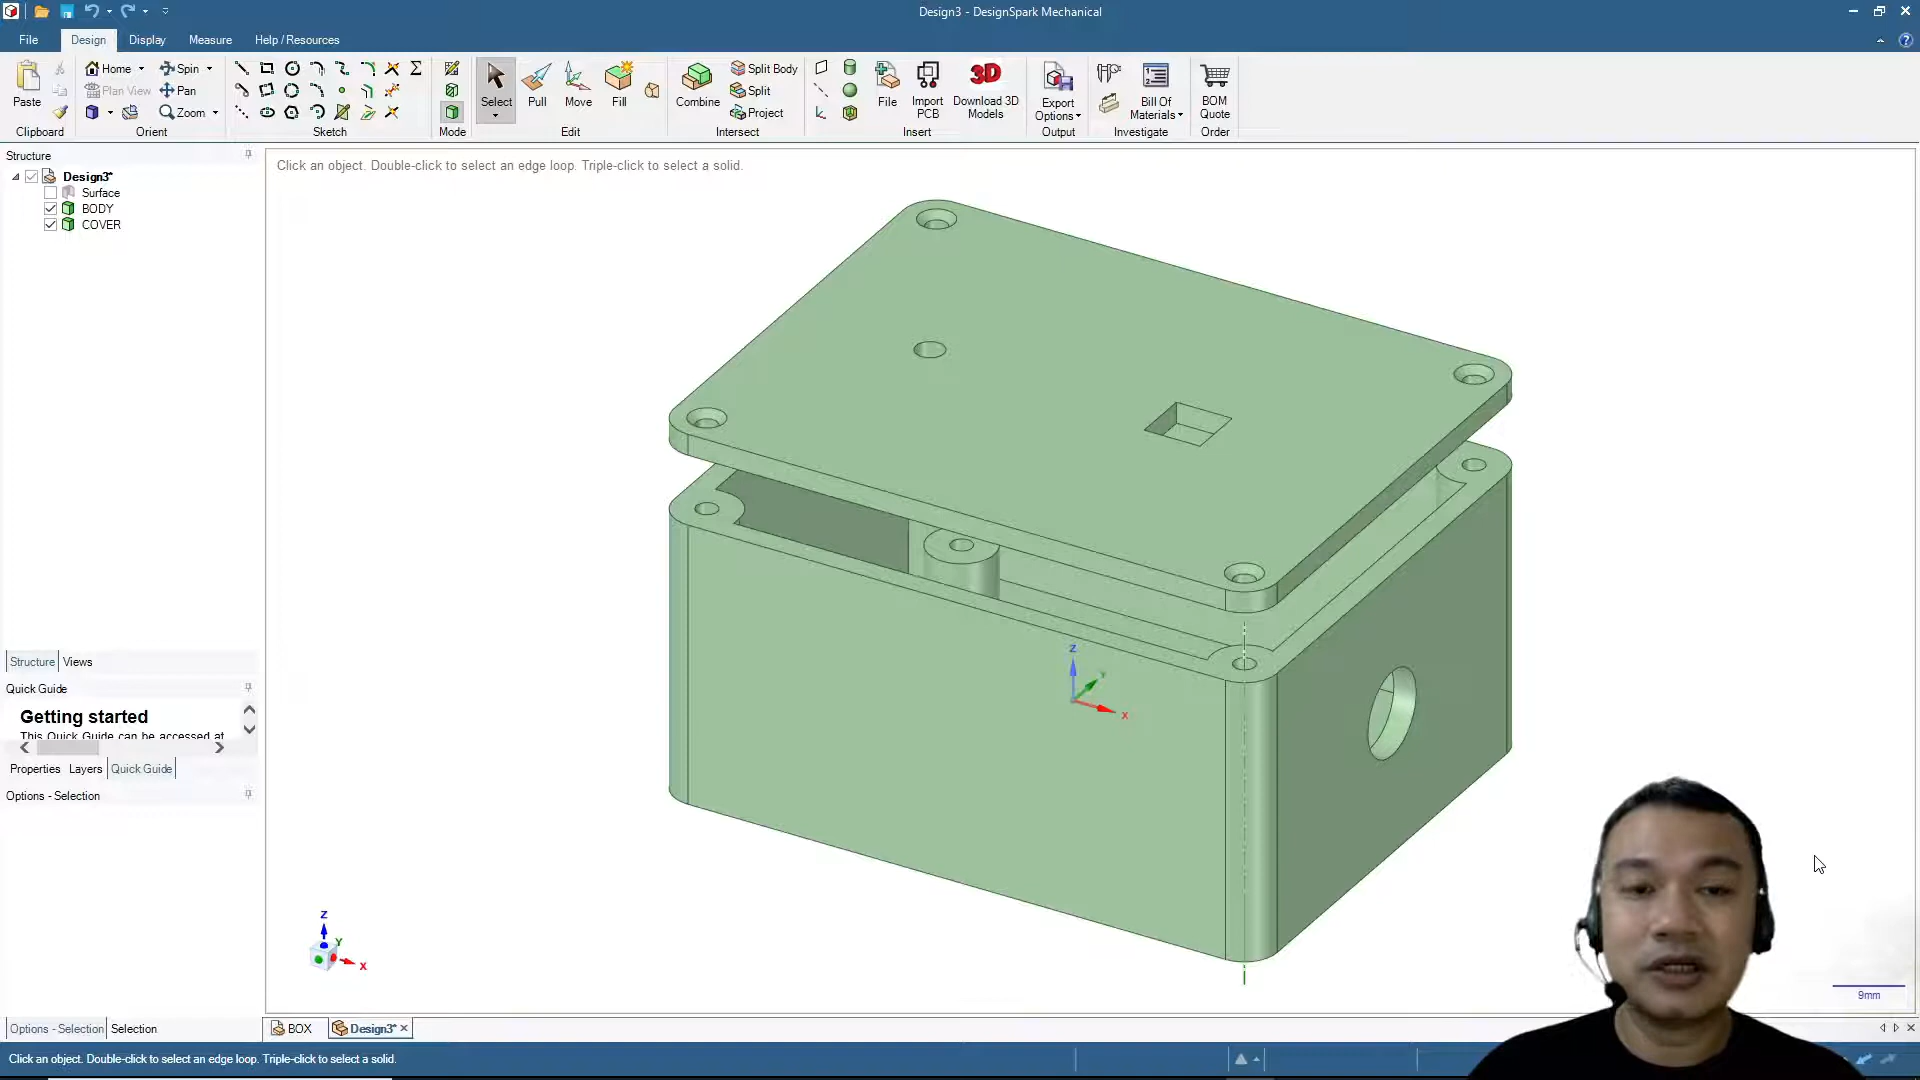 Design3 - DesignSpark Mechanical
File Design Display Measure Help / Resources
Paste
Home
Plan View
Spin
Pan
Zoom
Select
Pull
Move
Fill
Combine
Split Body
Split
Project
File
Import PCB
3D
Download 3D Models
Export Options
Bill Of Materials
BOM Quote
Clipboard Orient Sketch Mode Edit Intersect Insert Output Investigate Order
Structure
Design3*
Surface
BODY
COVER
Click an object. Double-click to select an edge loop. Triple-click to select a solid.
Z
Y
X
Structure Views
Quick Guide
Getting started
This Quick Guide can be accessed at
Properties Layers Quick Guide
Options - Selection
Z
Y
X
9mm
Options - Selection Selection
BOX Design3*
Click an object. Double-click to select an edge loop. Triple-click to select a solid.